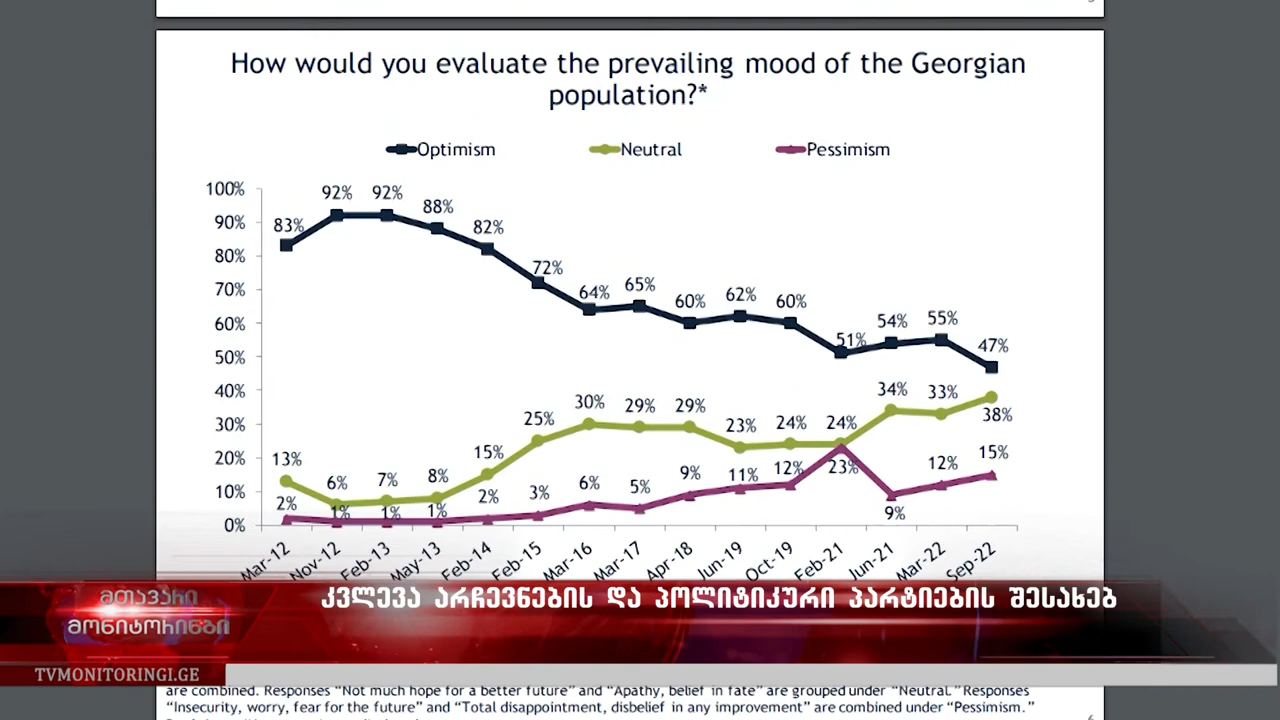 How would you evaluate the prevailing mood of the Georgian
population?*
Optimism Neutral Pessimism
100%
90%
80%
70%
60%
50%
40%
30%
20%
10%
0%
83% 92% 92% 88% 82% 72% 64% 65% 60% 62% 60% 51% 54% 55% 47%
13% 6% 7% 8% 15% 25% 30% 29% 29% 23% 24% 24% 34% 33% 38%
2% 1% 1% 1% 2% 3% 6% 5% 9% 11% 12% 23% 9% 12% 15%
Mar-12 Nov-12 Feb-13 May-13 Feb-14 Feb-15 Mar-16 Mar-17 Apr-18 Jun-19 Oct-19 Feb-21 Jun-21 Mar-22 Sep-22
მთავარი
მონიტორინგი
კვლევა არჩევნების და პოლიტიკური პარტიების შესახებ
TVMONITORINGI.GE
are combined. Responses “Not much hope for a better future” and “Apathy, belief in fate” are grouped under “Neutral.” Responses
“Insecurity, worry, fear for the future” and “Total disappointment, disbelief in any improvement” are combined under “Pessimism.”